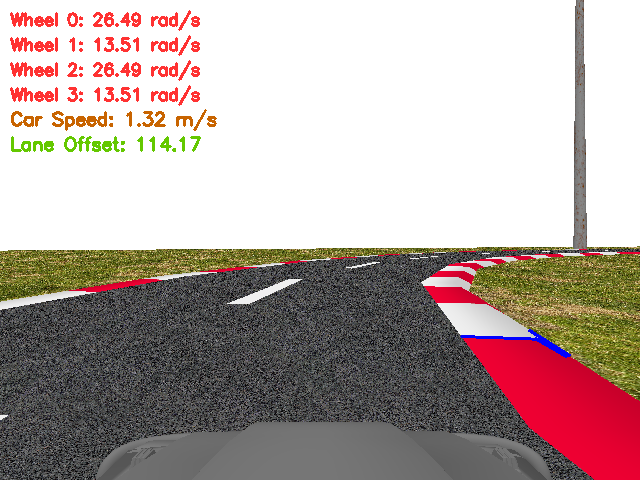 Wheel 0: 26.49 rad/s
Wheel 1: 13.51 rad/s
Wheel 2: 26.49 rad/s
Wheel 3: 13.51 rad/s
Car Speed: 1.32 m/s
Lane Offset: 114.17